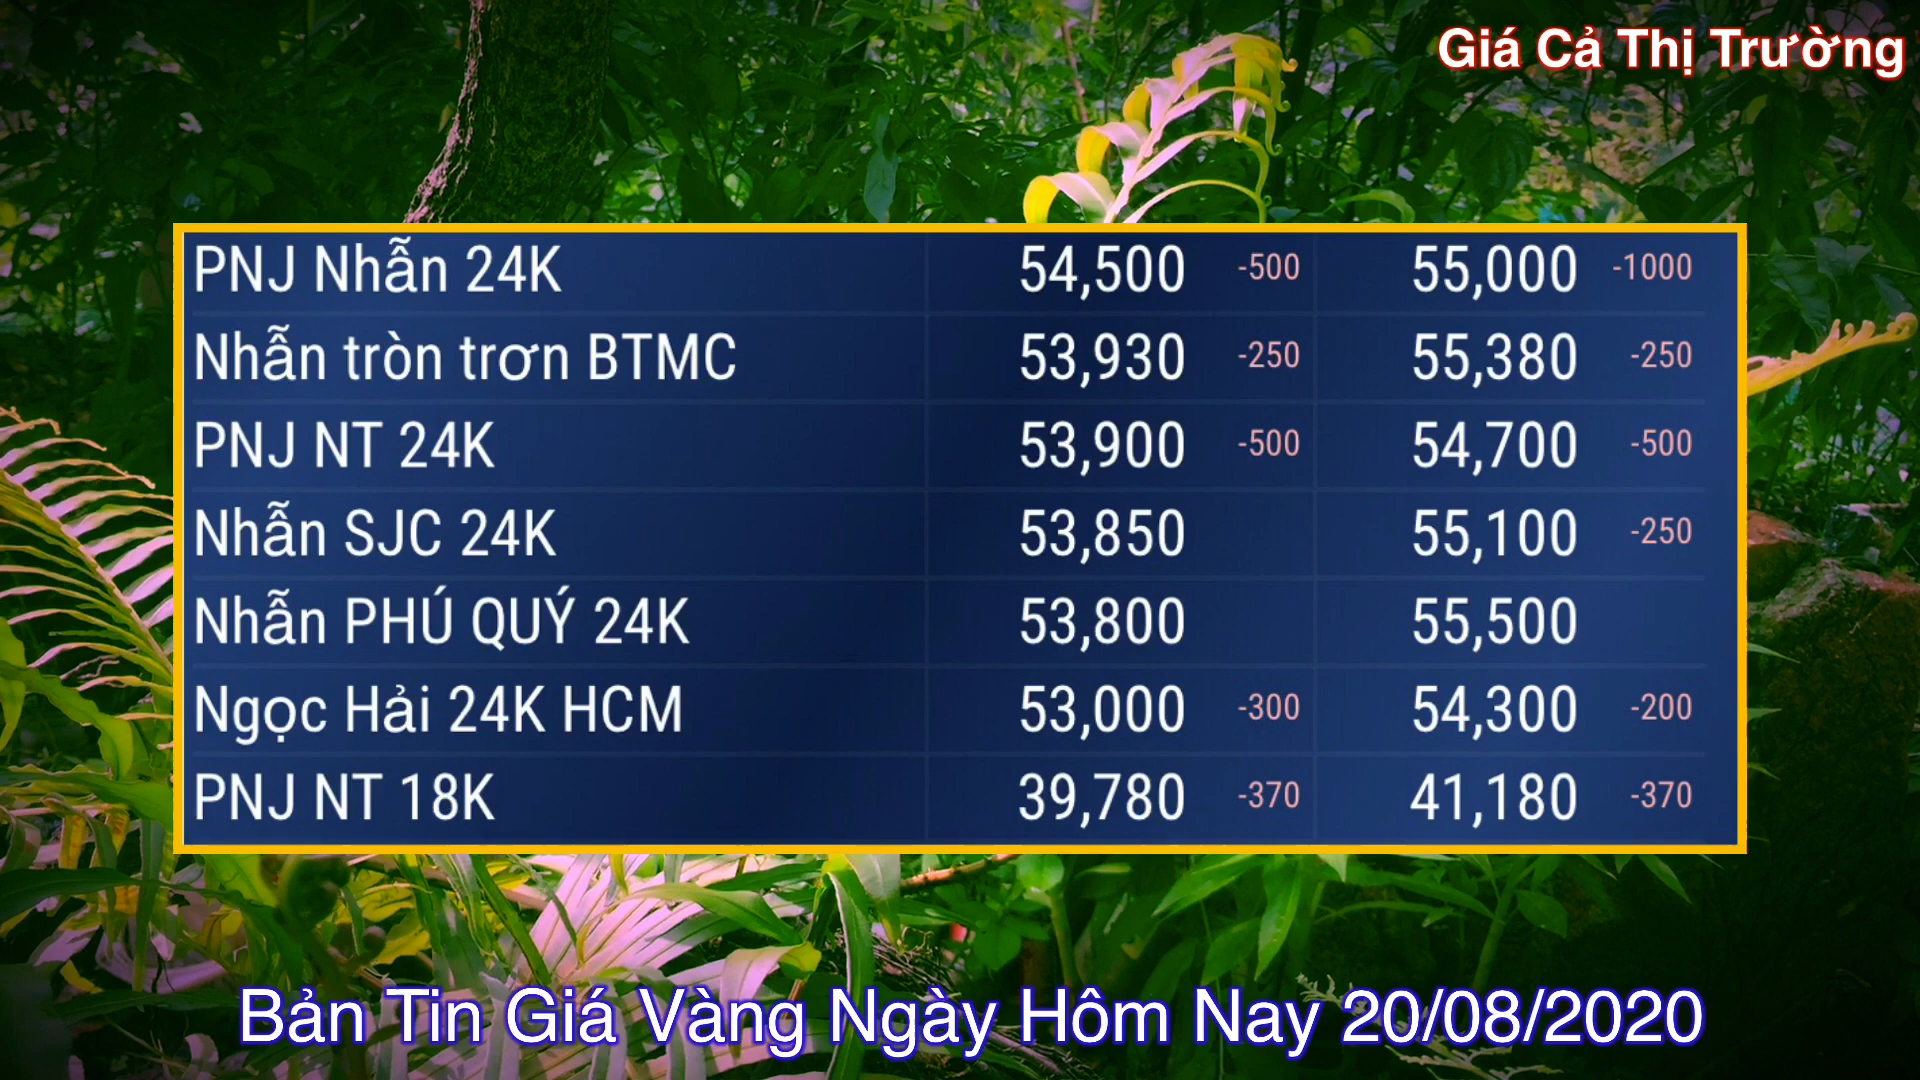 Giá Cả Thị Trường
PNJ Nhẫn 24K 54,500 -500 55,000 -1000
Nhẫn tròn trơn BTMC 53,930 -250 55,380 -250
PNJ NT 24K 53,900 -500 54,700 -500
Nhẫn SJC 24K 53,850 55,100 -250
Nhẫn PHÚ QUÝ 24K 53,800 55,500
Ngọc Hải 24K HCM 53,000 -300 54,300 -200
PNJ NT 18K 39,780 -370 41,180 -370
Bản Tin Giá Vàng Ngày Hôm Nay 20/08/2020